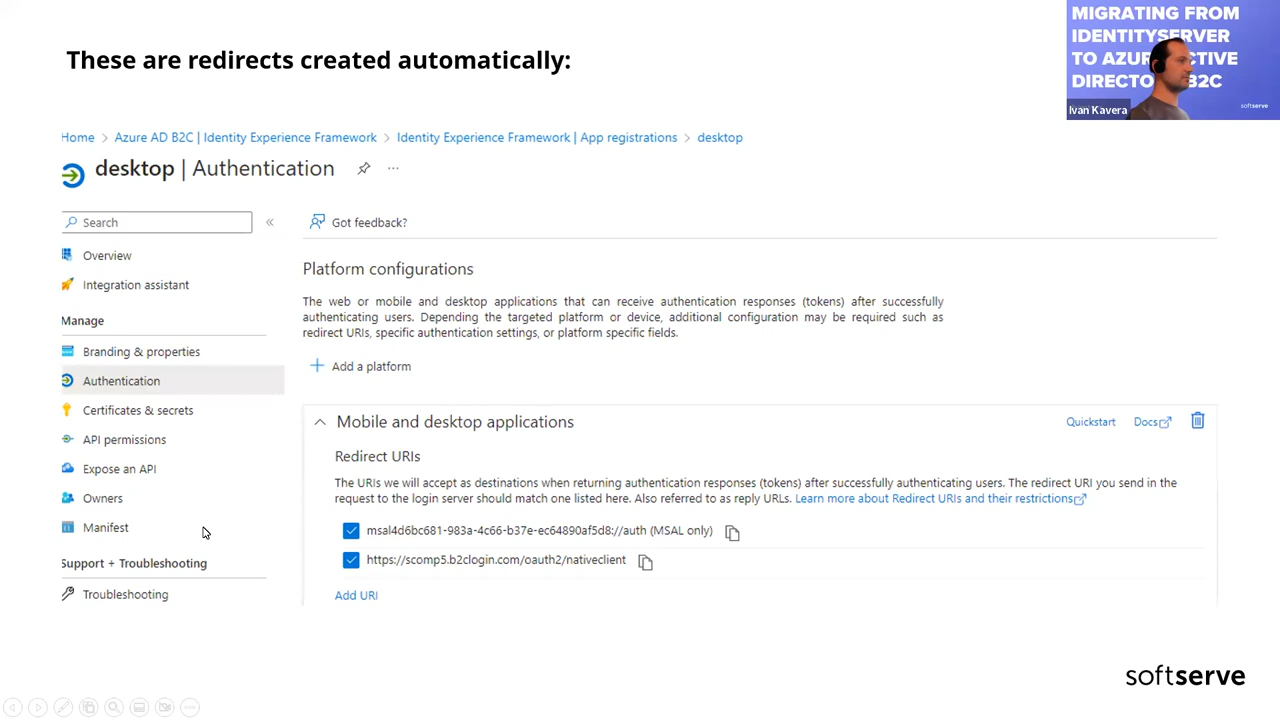 These are redirects created automatically:
MIGRATING FROM
IDENTITYSERVER
TO AZURE ACTIVE
DIRECTORY B2C
softserve
Ivan Kavera
Home > Azure AD B2C | Identity Experience Framework > Identity Experience Framework | App registrations > desktop
desktop | Authentication
Search
Got feedback?
Overview
Integration assistant
Manage
Branding & properties
Authentication
Certificates & secrets
API permissions
Expose an API
Owners
Manifest
Support + Troubleshooting
Troubleshooting
Platform configurations
The web or mobile and desktop applications that can receive authentication responses (tokens) after successfully
authenticating users. Depending the targeted platform or device, additional configuration may be required such as
redirect URIs, specific authentication settings, or platform specific fields.
Add a platform
Mobile and desktop applications
Quickstart
Docs
Redirect URIs
The URIs we will accept as destinations when returning authentication responses (tokens) after successfully authenticating users. The redirect URI you send in the
request to the login server should match one listed here. Also referred to as reply URLs. Learn more about Redirect URIs and their restrictions
msal4d6bc681-983a-4c66-b37e-ec64890af5d8://auth (MSAL only)
https://scomp5.b2clogin.com/oauth2/nativeclient
Add URI
softserve